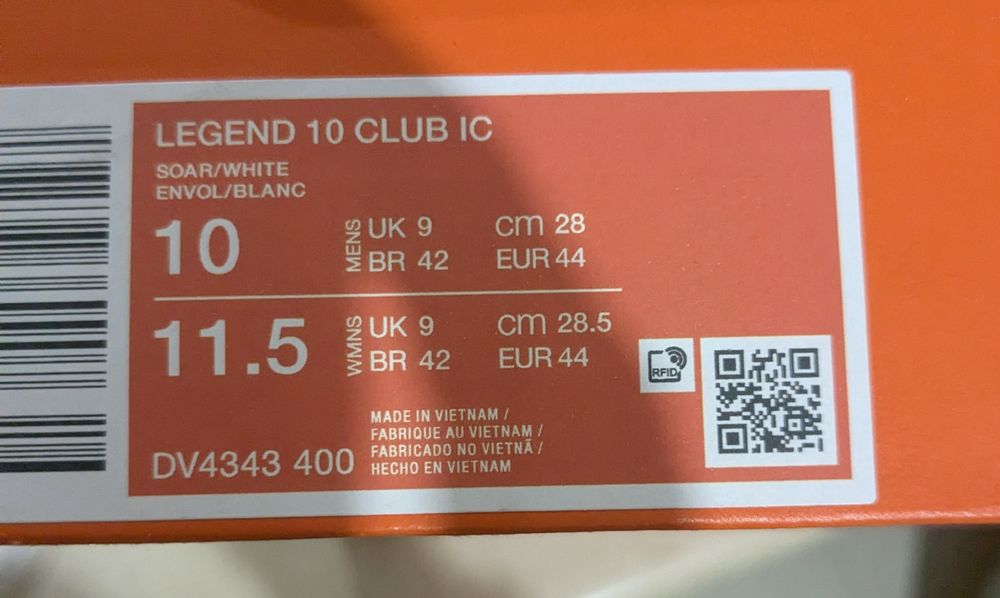 LEGEND 10 CLUB IC
SOAR/WHITE
ENVOL/BLANC
10 MENS UK 9 cm 28
BR 42 EUR 44
11.5 WMNS UK 9 cm 28.5
BR 42 EUR 44
RFID
MADE IN VIETNAM /
FABRIQUE AU VIETNAM /
FABRICADO NO VIETNÃ /
HECHO EN VIETNAM
DV4343 400